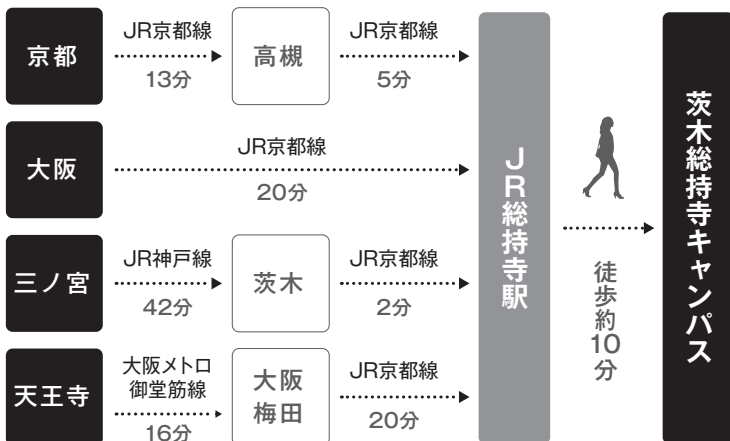 京都
JR京都線
13分
高槻
JR京都線
5分
大阪
JR京都線
20分
三ノ宮
JR神戸線
42分
茨木
JR京都線
2分
天王寺
大阪メトロ
御堂筋線
16分
大阪
梅田
JR京都線
20分
JR総持寺駅
徒歩約10分
茨木総持寺キャンパス